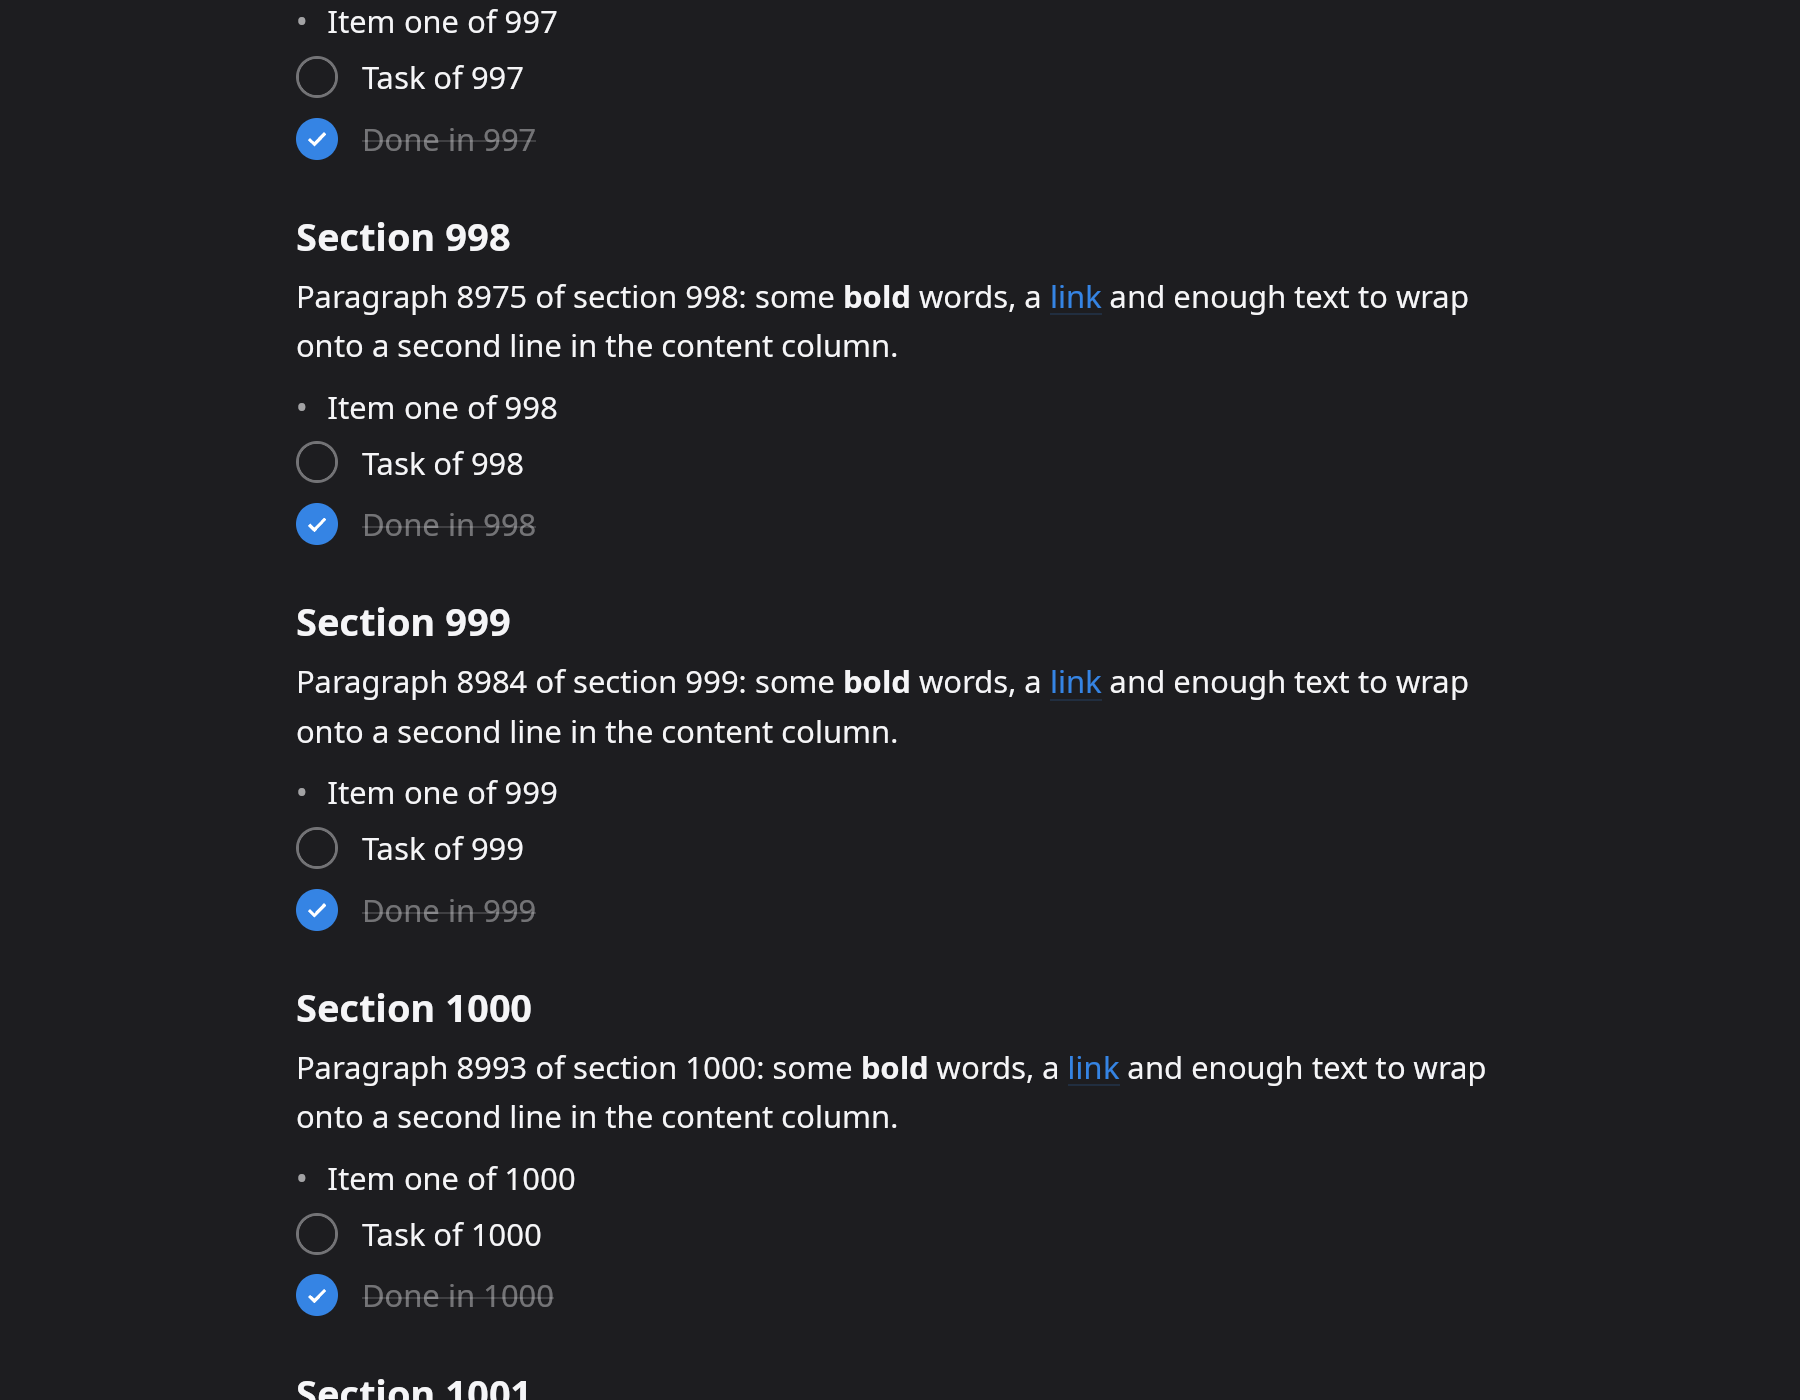 • Item one of 997
Task of 997
Done in 997
Section 998
Paragraph 8975 of section 998: some bold words, a link and enough text to wrap
onto a second line in the content column.
• Item one of 998
Task of 998
Done in 998
Section 999
Paragraph 8984 of section 999: some bold words, a link and enough text to wrap
onto a second line in the content column.
• Item one of 999
Task of 999
Done in 999
Section 1000
Paragraph 8993 of section 1000: some bold words, a link and enough text to wrap
onto a second line in the content column.
• Item one of 1000
Task of 1000
Done in 1000
Section 1001